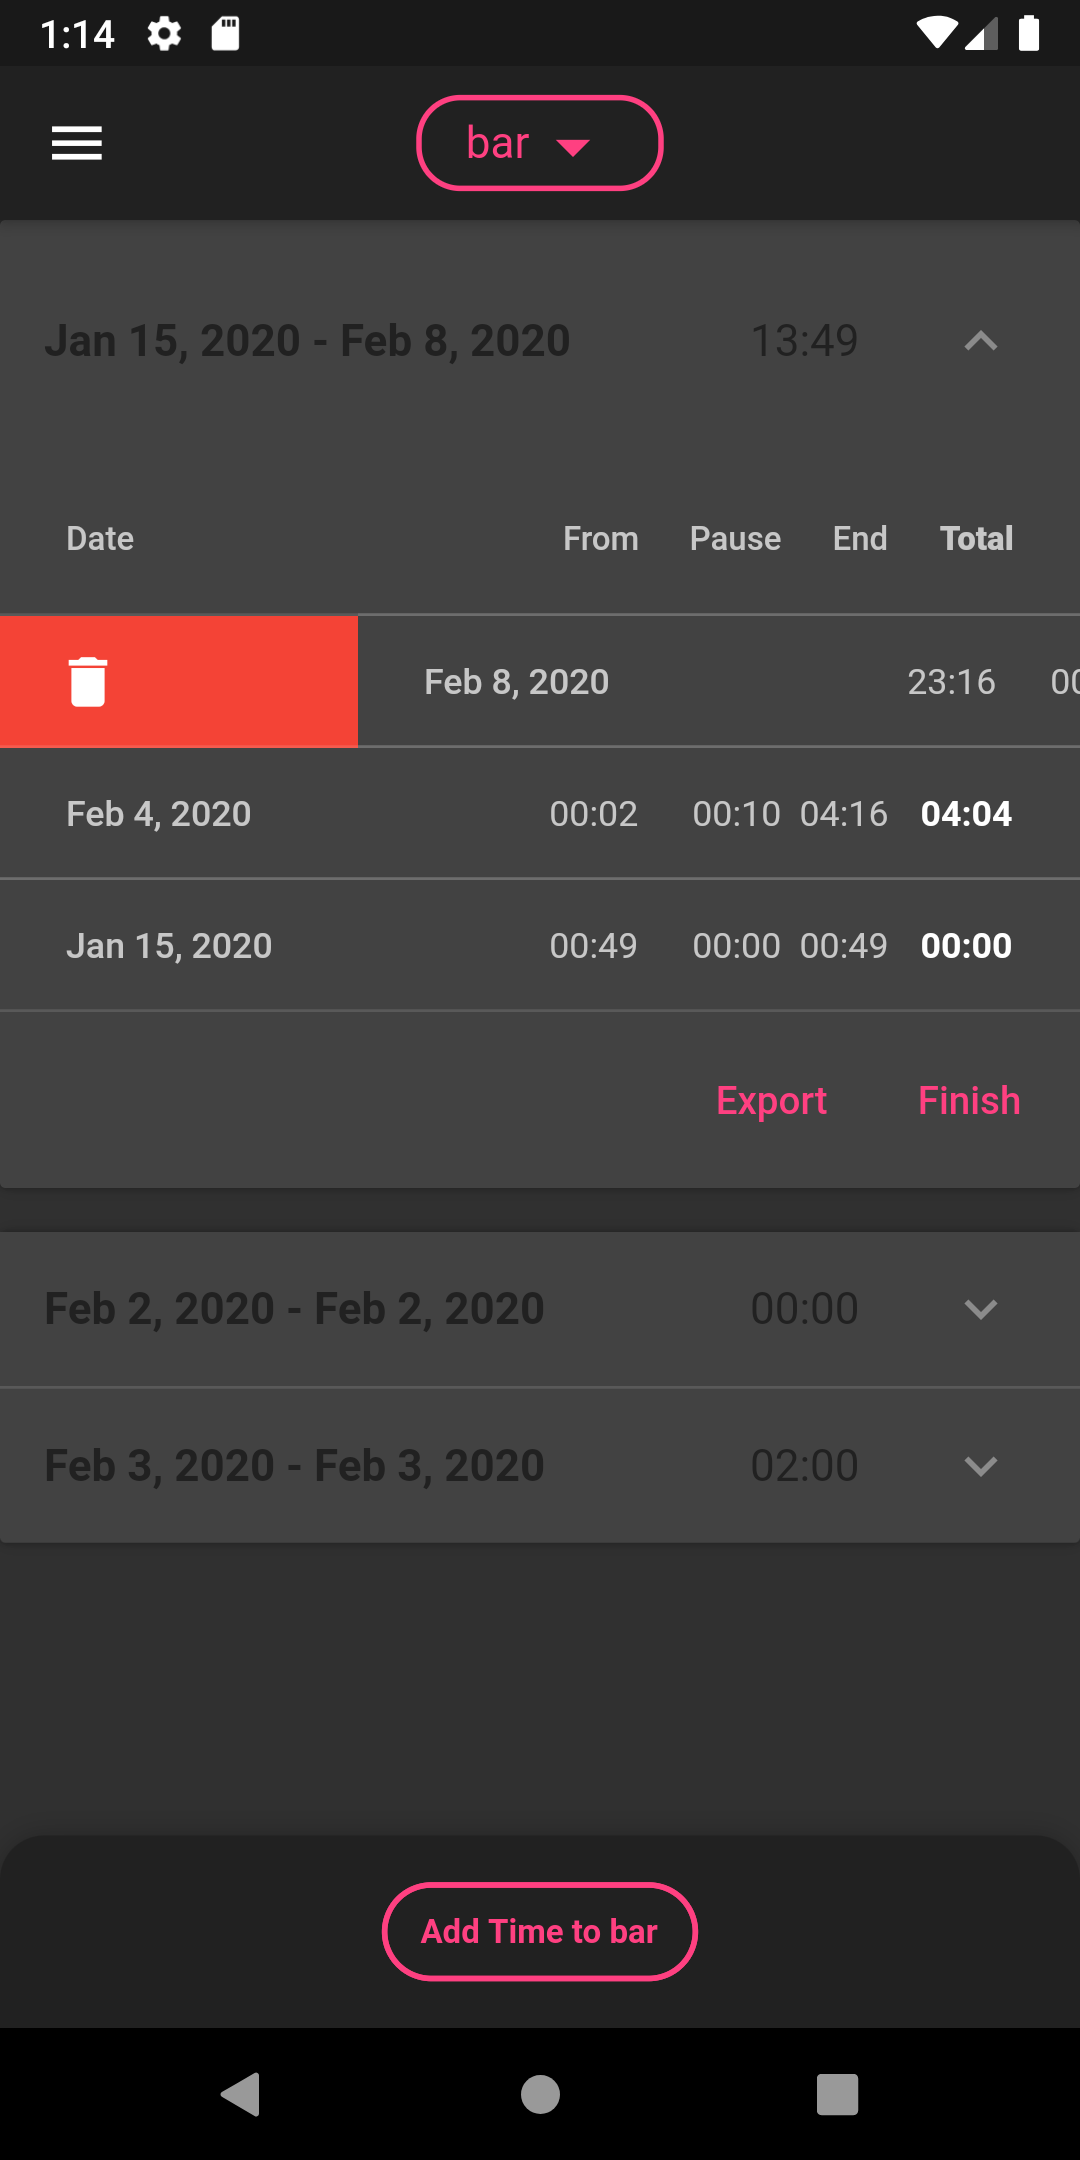 1:14
bar
Jan 15, 2020 - Feb 8, 2020 13:49
Date From Pause End Total
Feb 8, 2020 23:16 00
Feb 4, 2020 00:02 00:10 04:16 04:04
Jan 15, 2020 00:49 00:00 00:49 00:00
Export Finish
Feb 2, 2020 - Feb 2, 2020 00:00
Feb 3, 2020 - Feb 3, 2020 02:00
Add Time to bar